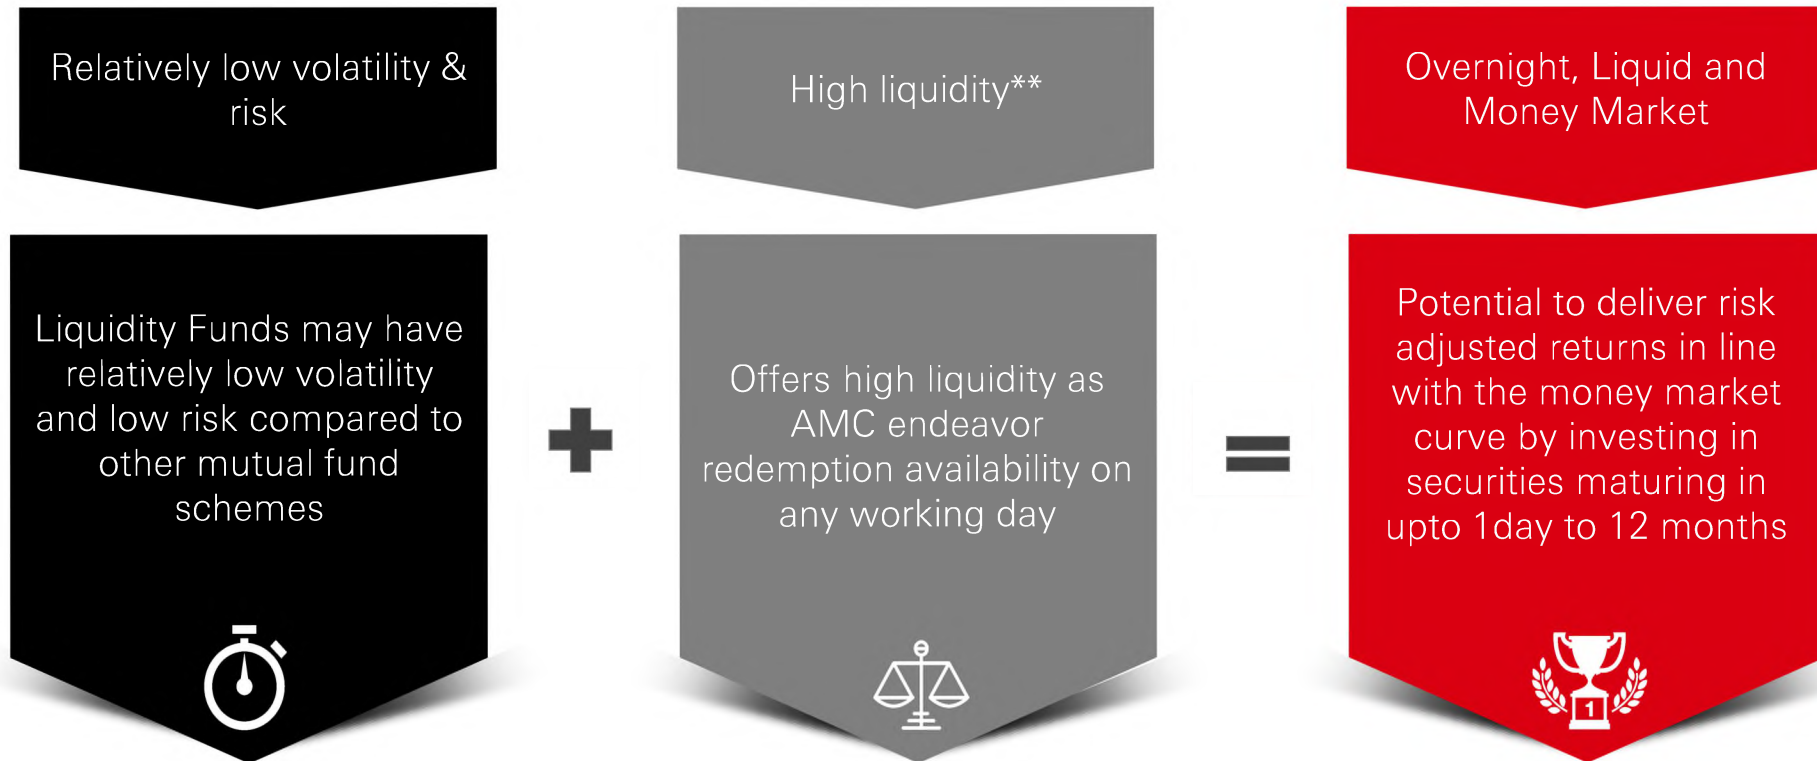 Relatively low volatility &
risk
High liquidity**
Overnight, Liquid and
Money Market
Liquidity Funds may have
relatively low volatility
and low risk compared to
other mutual fund
schemes
Offers high liquidity as
AMC endeavor
redemption availability on
any working day
Potential to deliver risk
adjusted returns in line
with the money market
curve by investing in
securities maturing in
upto 1day to 12 months
1